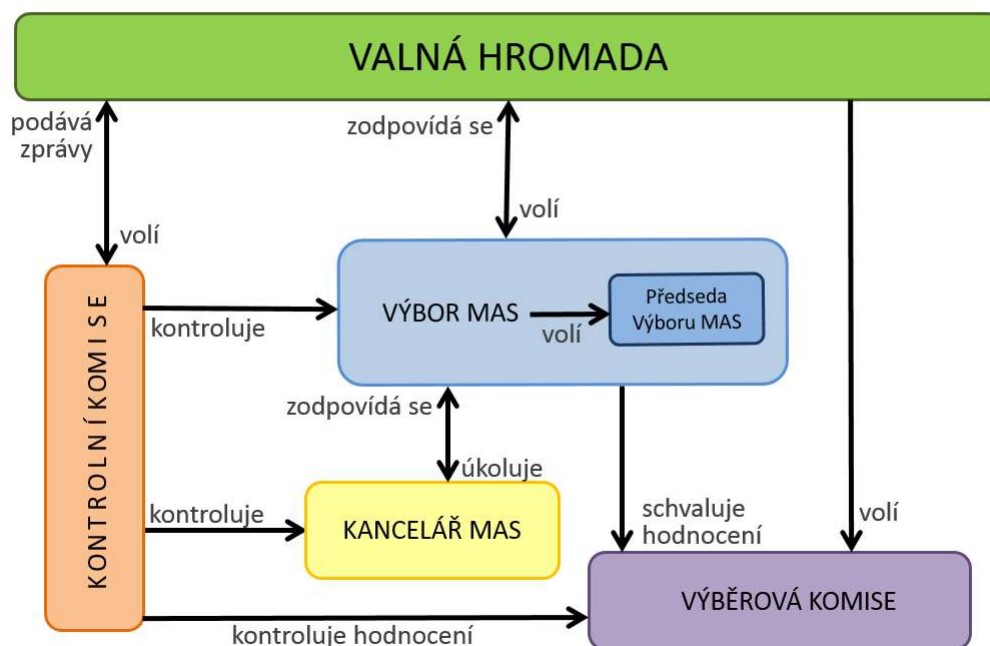 VALNÁ HROMADA
podává
zprávy
zodpovídá se
volí
volí
KONTROLNÍ KOMISE
kontroluje
VÝBOR MAS
volí
Předseda
Výboru MAS
zodpovídá se
úkoluje
kontroluje
KANCELÁŘ MAS
schvaluje
hodnocení
volí
VÝBĚROVÁ KOMISE
kontroluje hodnocení